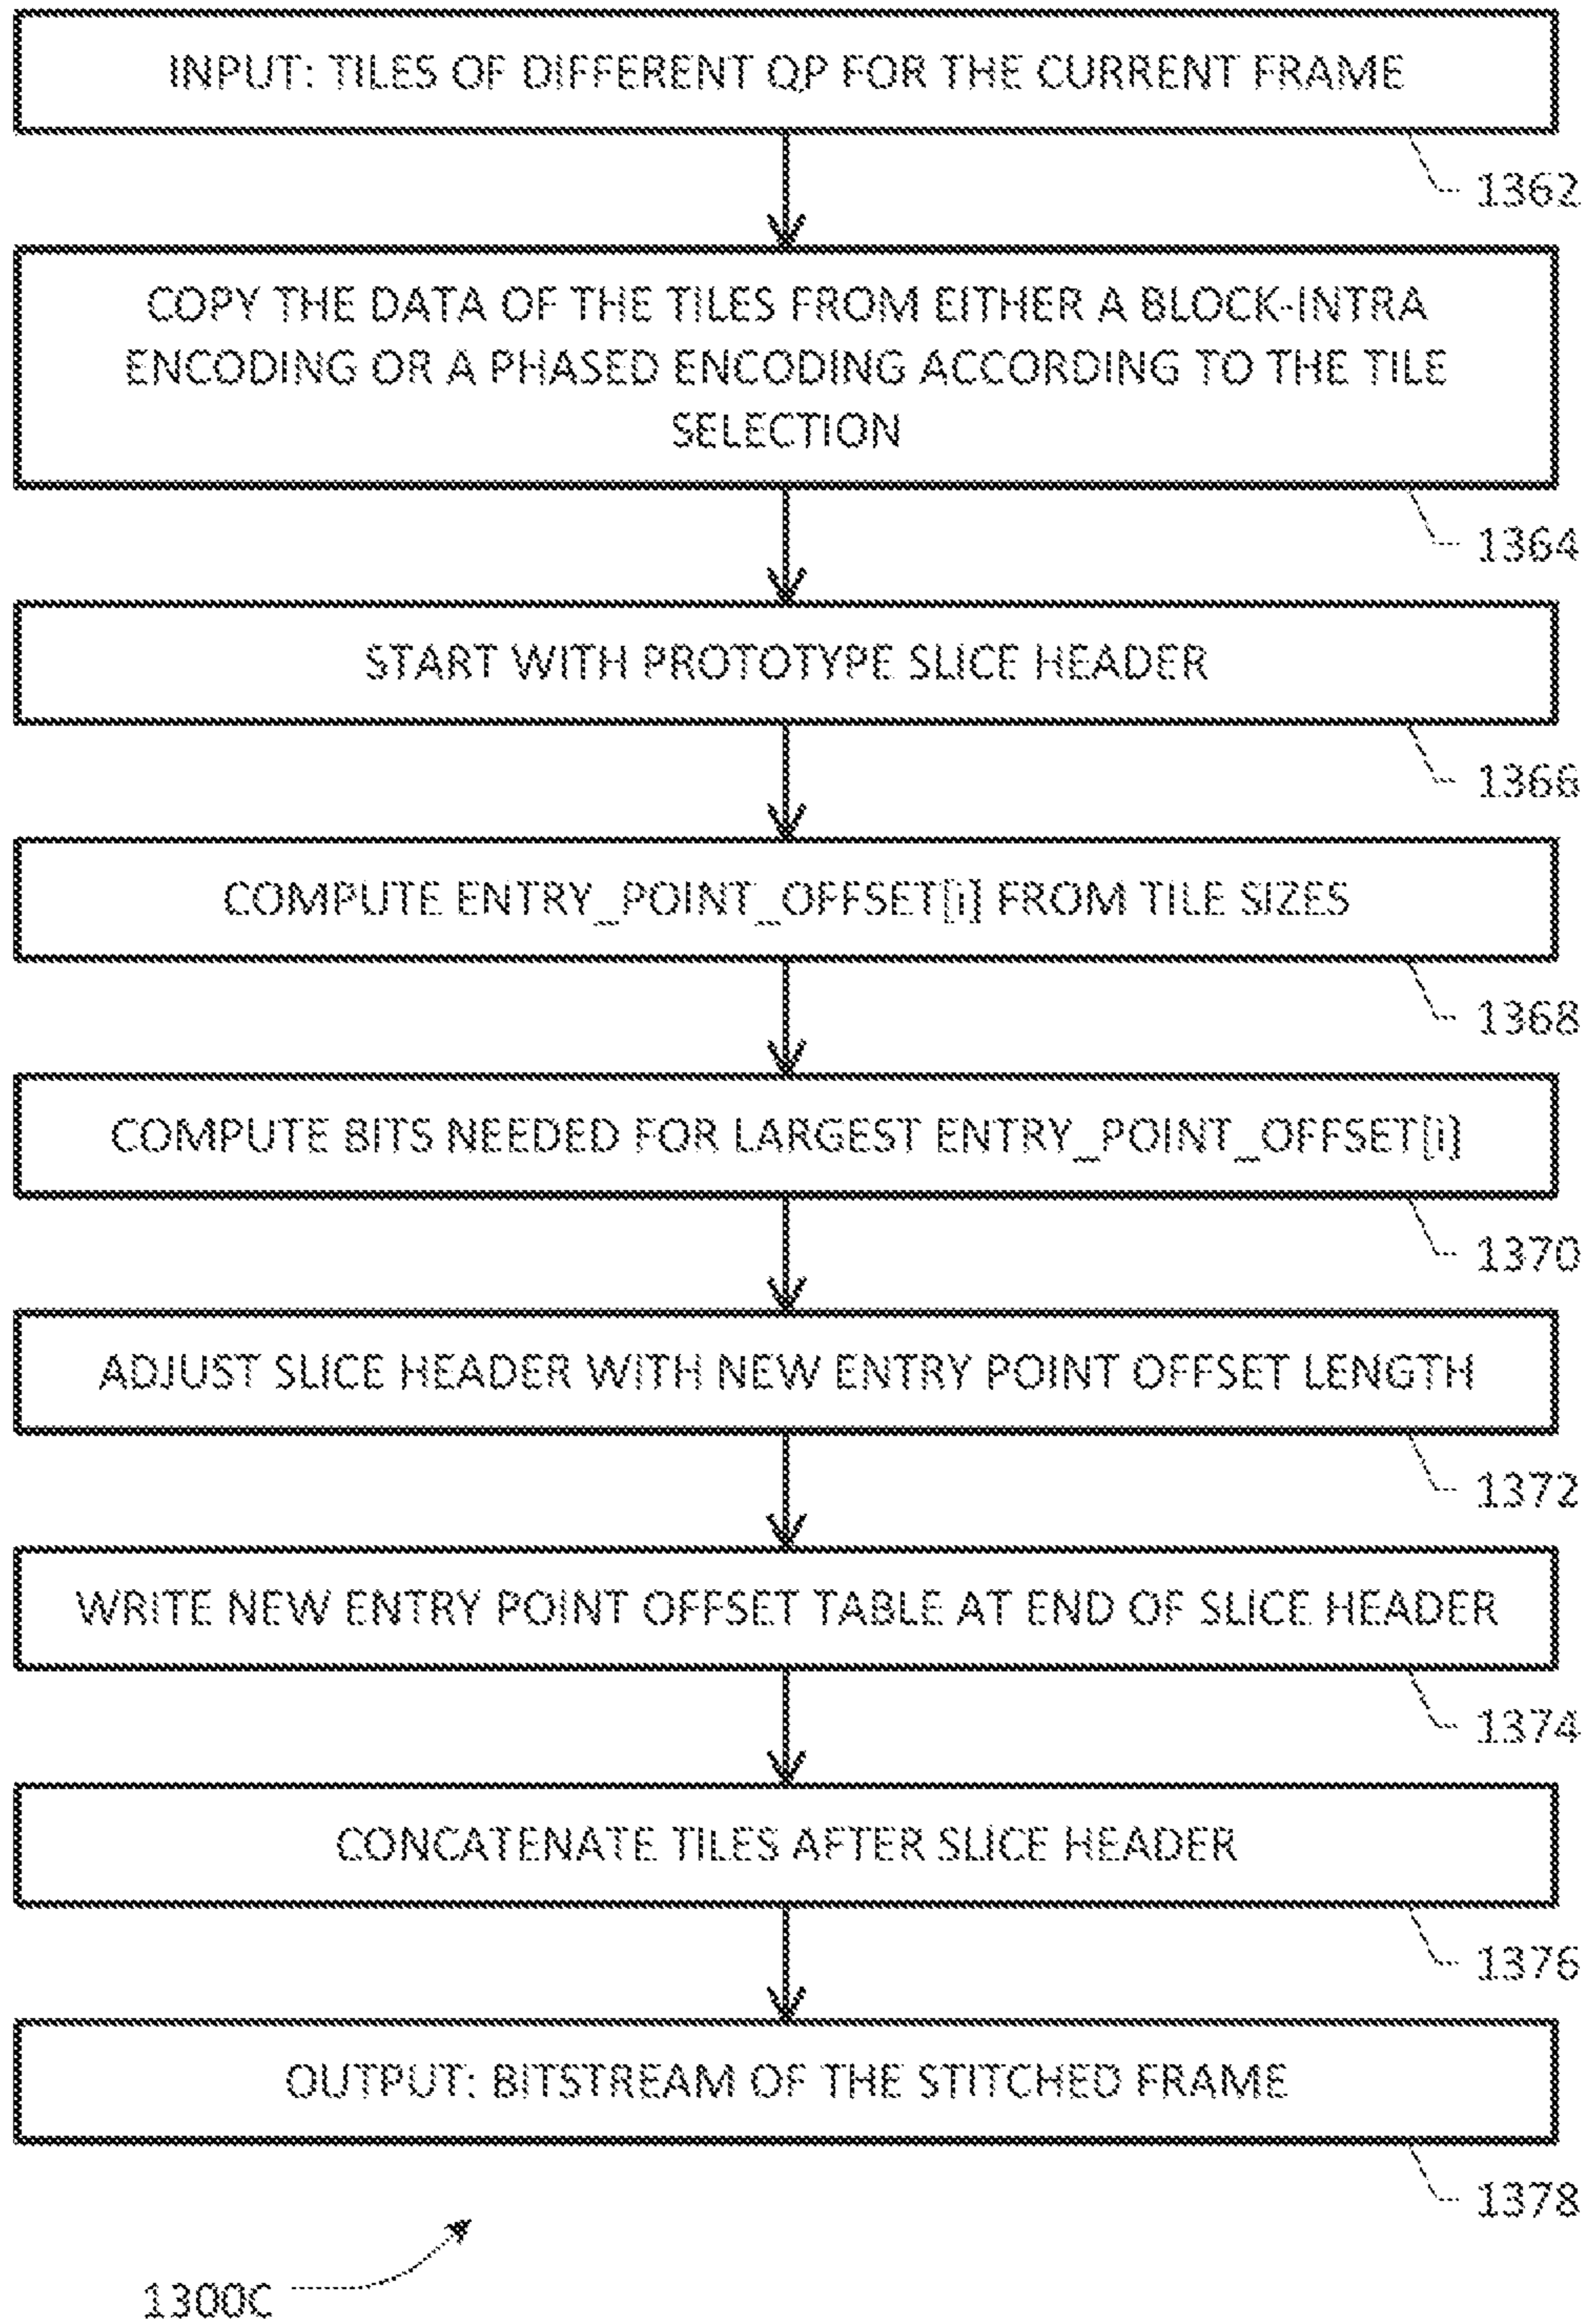 INPUT: TILES OF DIFFERENT QP FOR THE CURRENT FRAME
1362
COPY THE DATA OF THE TILES FROM EITHER A BLOCK-INTRA
ENCODING OR A PHASED ENCODING ACCORDING TO THE TILE
SELECTION
1364
START WITH PROTOTYPE SLICE HEADER
1366
COMPUTE ENTRY_POINT_OFFSET[i] FROM TILE SIZES
1368
COMPUTE BITS NEEDED FOR LARGEST ENTRY_POINT_OFFSET[i]
1370
ADJUST SLICE HEADER WITH NEW ENTRY POINT OFFSET LENGTH
1372
WRITE NEW ENTRY POINT OFFSET TABLE AT END OF SLICE HEADER
1374
CONCATENATE TILES AFTER SLICE HEADER
1376
OUTPUT: BITSTREAM OF THE STITCHED FRAME
1378
1300C